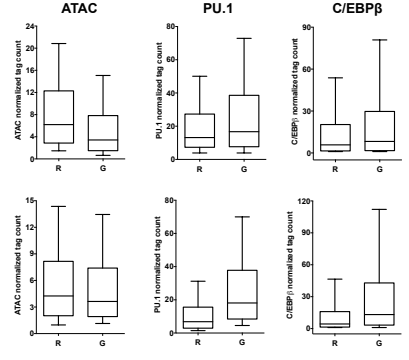 ATAC
PU.1
C/EBPβ
ATAC normalized tag count
24
20
16
12
8
4
0
R
G
PU.1 normalized tag count
80
60
40
20
0
R
G
C/EBPβ normalized tag count
90
60
30
0
R
G
ATAC normalized tag count
15
12
9
6
3
0
R
G
PU.1 normalized tag count
80
60
40
20
0
R
G
C/EBPβ normalized tag count
120
80
40
0
R
G